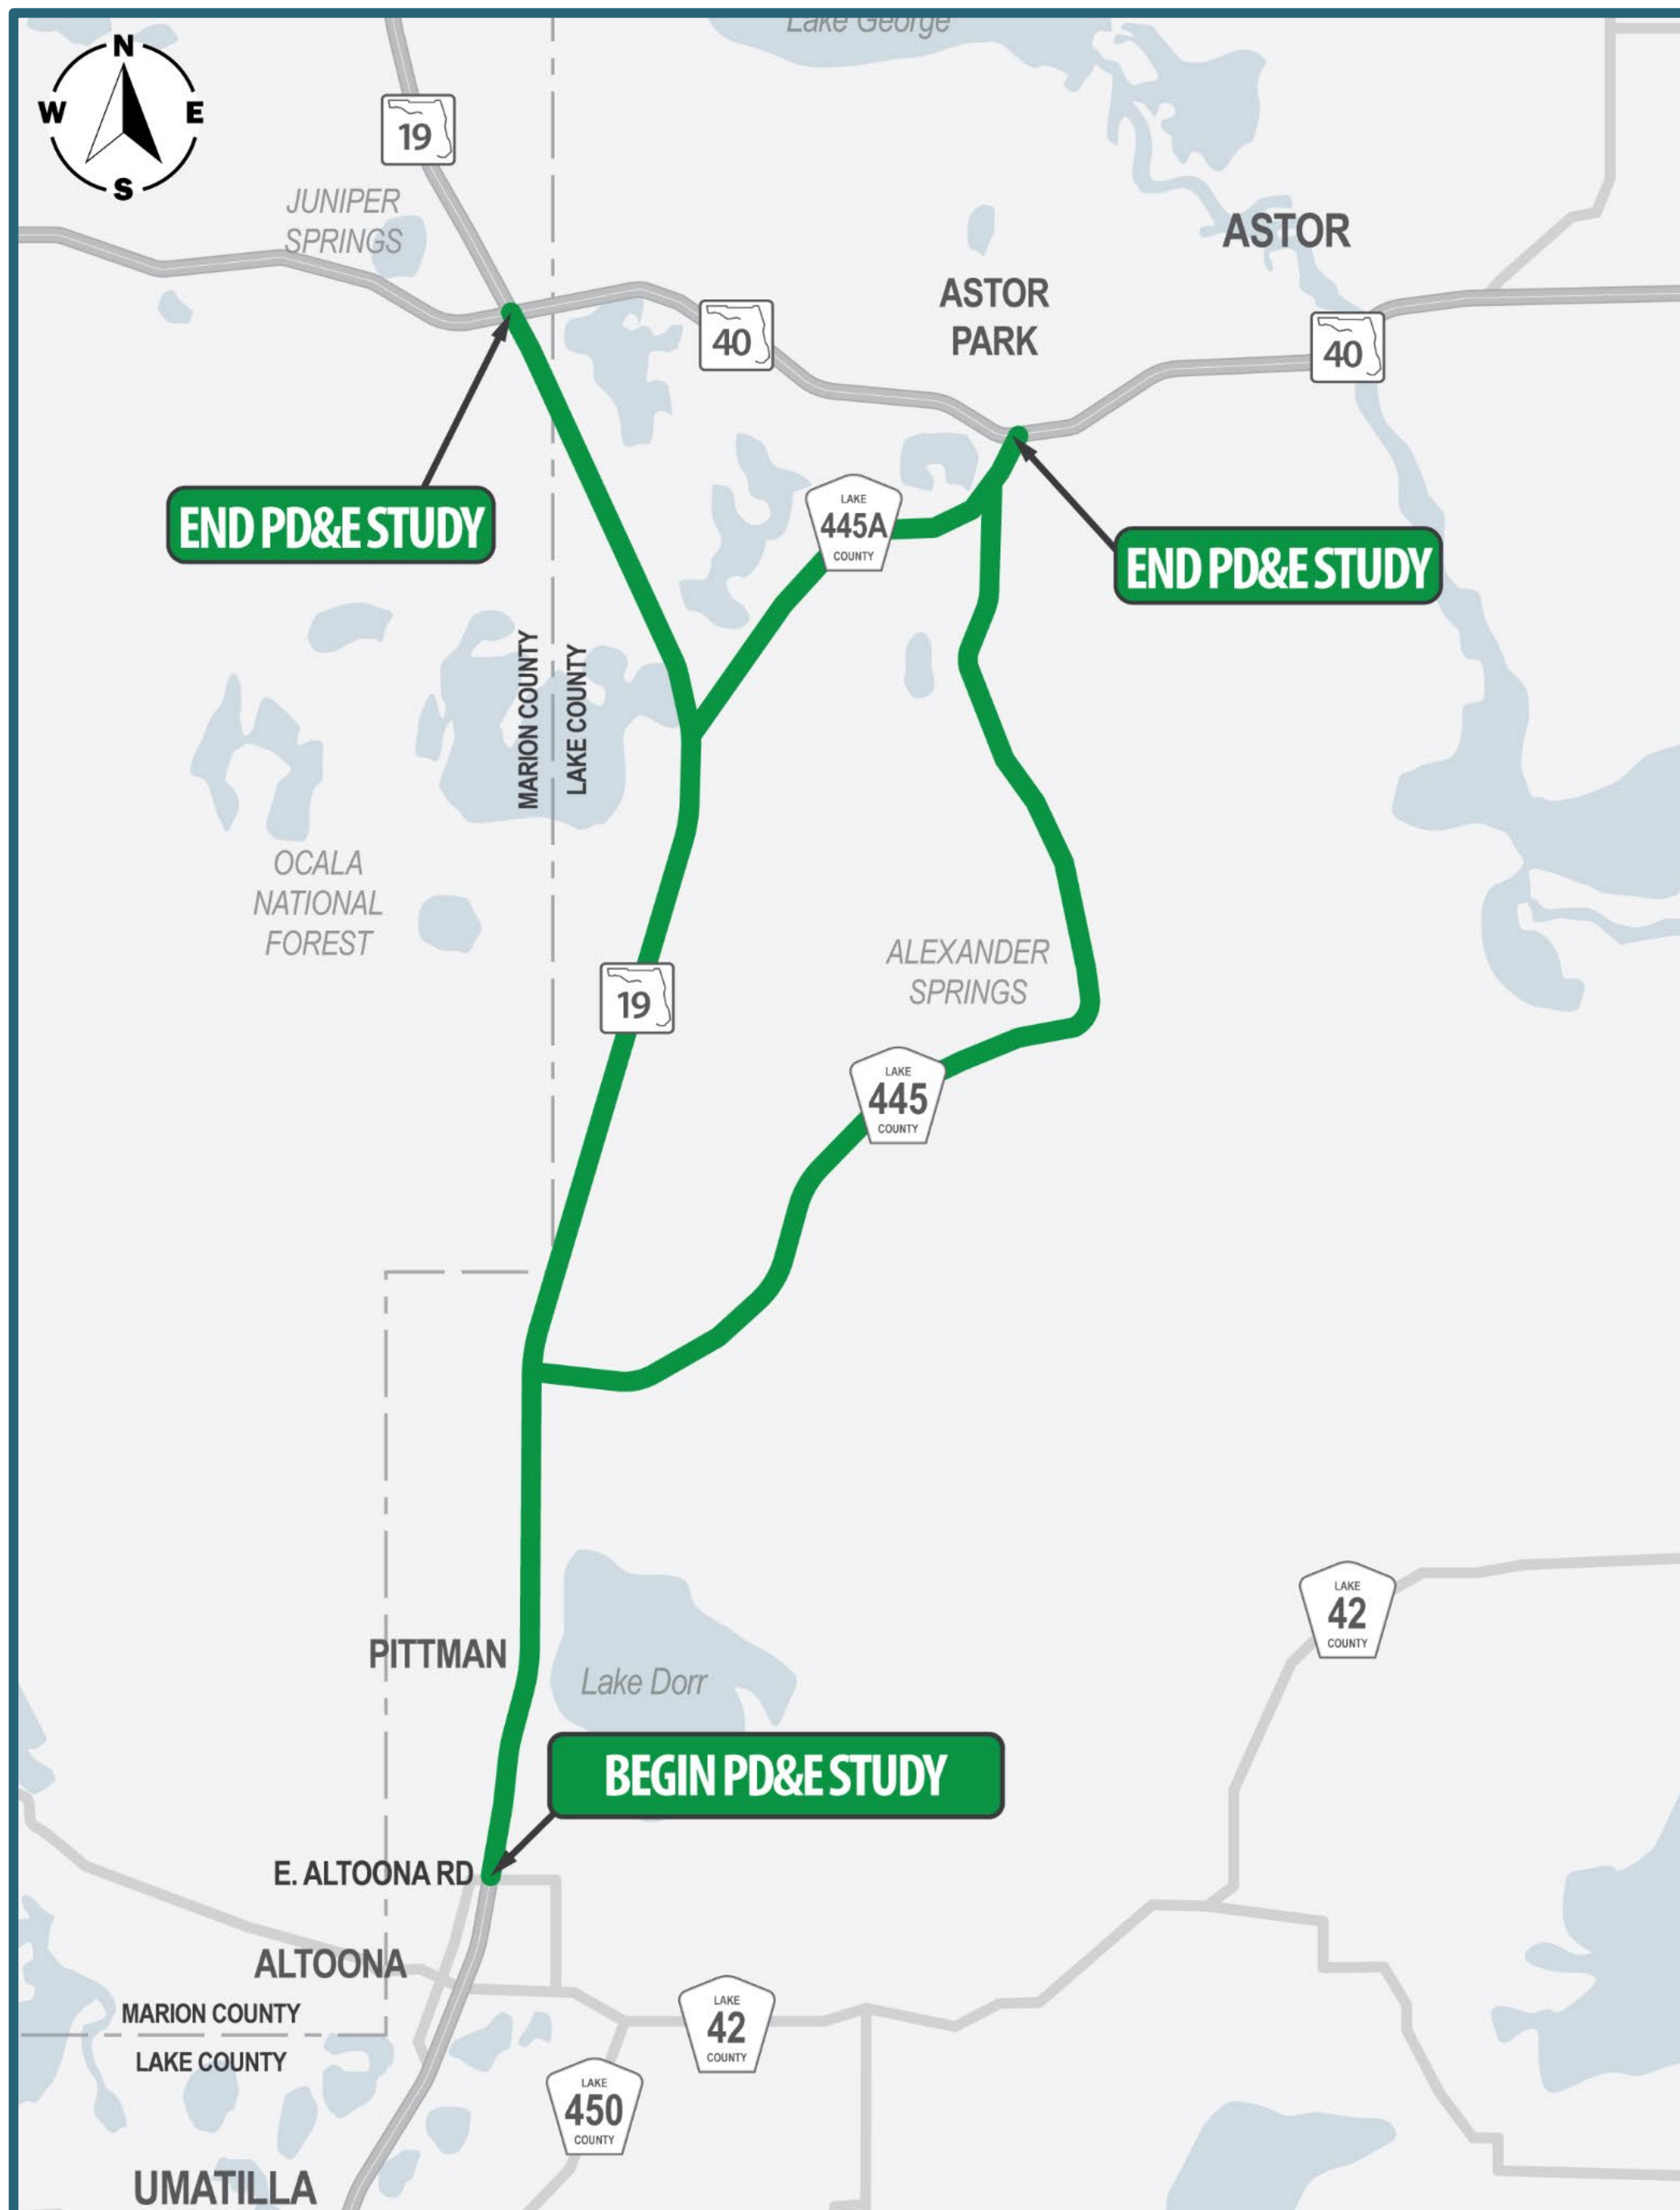 Lake George
N
W
E
S
19
JUNIPER
SPRINGS
ASTOR
ASTOR
PARK
40
40
END PD&E STUDY
LAKE
445A
COUNTY
END PD&E STUDY
MARION COUNTY
LAKE COUNTY
OCALA
NATIONAL
FOREST
ALEXANDER
SPRINGS
19
LAKE
445
COUNTY
LAKE
42
COUNTY
PITTMAN
Lake Dorr
BEGIN PD&E STUDY
E. ALTOONA RD
ALTOONA
MARION COUNTY
LAKE COUNTY
LAKE
42
COUNTY
LAKE
450
COUNTY
UMATILLA